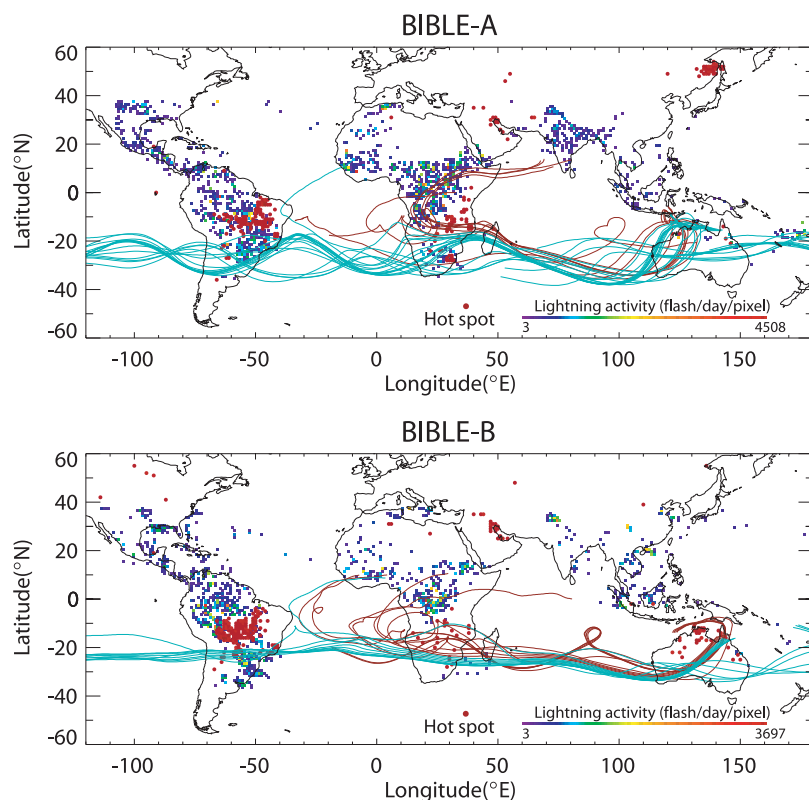 BIBLE-A
60
40
20
0
-20
-40
-60
Latitude(°N)
Hot spot
Lightning activity (flash/day/pixel)
3 4508
-100 -50 0 50 100 150
Longitude(°E)
BIBLE-B
60
40
20
0
-20
-40
-60
Latitude(°N)
Hot spot
Lightning activity (flash/day/pixel)
3 3697
-100 -50 0 50 100 150
Longitude(°E)